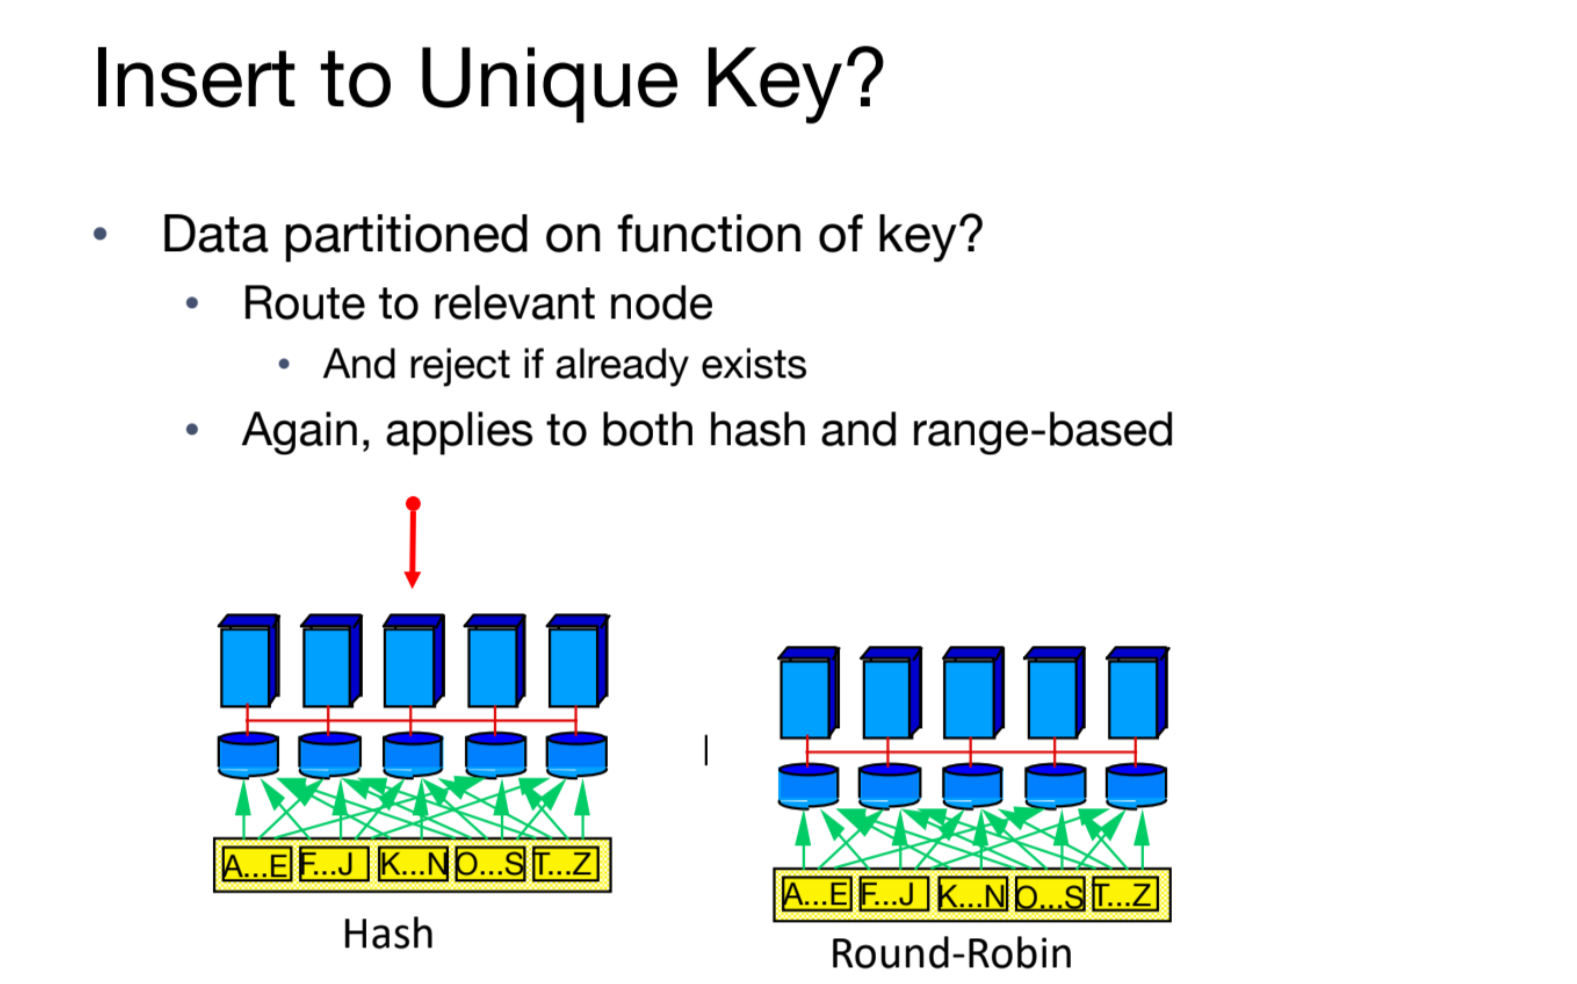 Insert to Unique Key?
• Data partitioned on function of key?
• Route to relevant node
• And reject if already exists
• Again, applies to both hash and range-based
A...E F...J K...N O...S T...Z
Hash
A...E F...J K...N O...S T...Z
Round-Robin